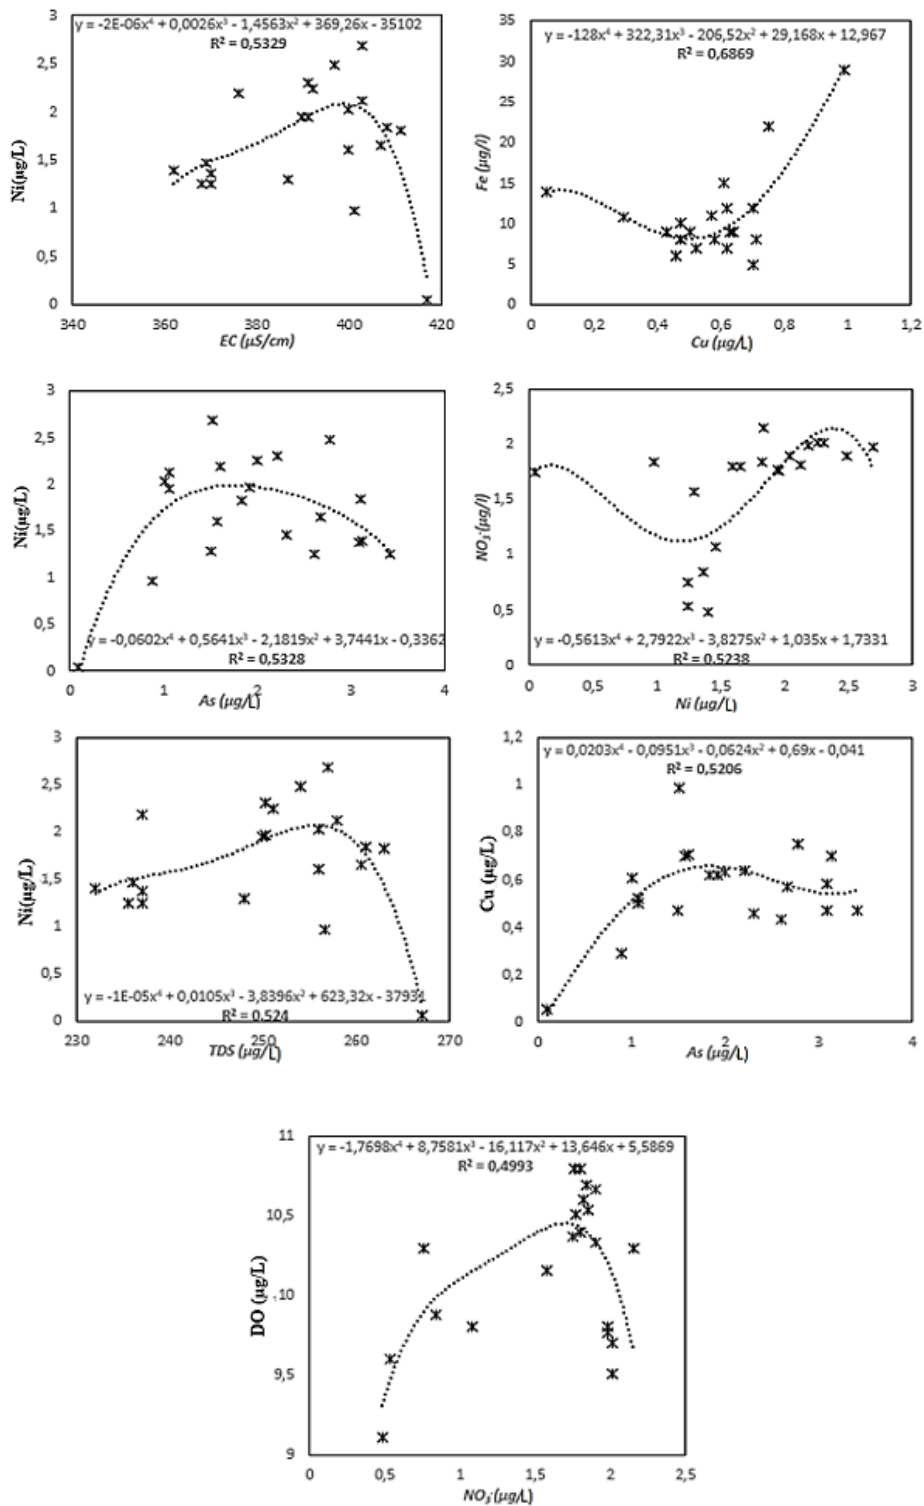 y = -2E-06x⁴ + 0,0026x³ - 1,4563x² + 369,26x - 35102
R² = 0,5329
3
2,5
2
1,5
1
0,5
0
Ni(µg/L)
340 360 380 400 420
EC (µS/cm)
y = -128x⁴ + 322,31x³ - 206,52x² + 29,168x + 12,967
R² = 0,6869
35
30
25
20
15
10
5
0
Fe (µg/l)
0 0,2 0,4 0,6 0,8 1 1,2
Cu (µg/L)
3
2,5
2
1,5
1
0,5
0
Ni(µg/L)
y = -0,0602x⁴ + 0,5641x³ - 2,1819x² + 3,7441x - 0,3362
R² = 0,5328
0 1 2 3 4
As (µg/L)
2,5
2
1,5
1
0,5
0
NO₃⁻(µg/l)
y = -0,5613x⁴ + 2,7922x³ - 3,8275x² + 1,035x + 1,7331
R² = 0,5238
0 0,5 1 1,5 2 2,5 3
Ni (µg/L)
3
2,5
2
1,5
1
0,5
0
Ni(µg/L)
y = -1E-05x⁴ + 0,0105x³ - 3,8396x² + 623,32x - 37931
R² = 0,524
230 240 250 260 270
TDS (µg/L)
y = 0,0203x⁴ - 0,0951x³ - 0,0624x² + 0,69x - 0,041
R² = 0,5206
1,2
1
0,8
0,6
0,4
0,2
0
Cu (µg/L)
0 1 2 3 4
As (µg/L)
y = -1,7698x⁴ + 8,7581x³ - 16,117x² + 13,646x + 5,5869
R² = 0,4993
11
10,5
10
9,5
9
DO (µg/L)
0 0,5 1 1,5 2 2,5
NO₃⁻(µg/L)